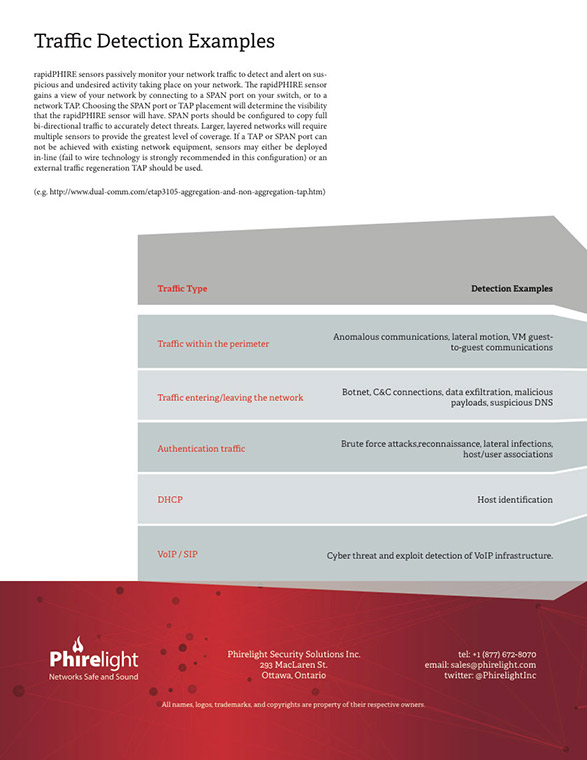 Traffic Detection Examples
rapidPHIRE sensors passively monitor your network traffic to detect and alert on sus-
picious and undesired activity taking place on your network. The rapidPHIRE sensor
gains a view of your network by connecting to a SPAN port on your switch, or to a
network TAP. Choosing the SPAN port or TAP placement will determine the visibility
that the rapidPHIRE sensor will have. SPAN ports should be configured to copy full
bi-directional traffic to accurately detect threats. Larger, layered networks will require
multiple sensors to provide the greatest level of coverage. If a TAP or SPAN port can
not be achieved with existing network equipment, sensors may either be deployed
in-line (fail to wire technology is strongly recommended in this configuration) or an
external traffic regeneration TAP should be used.
(e.g. http://www.dual-comm.com/etap3105-aggregation-and-non-aggregation-tap.htm)
Traffic Type
Detection Examples
Traffic within the perimeter
Anomalous communications, lateral motion, VM guest-
to-guest communications
Traffic entering/leaving the network
Botnet, C&C connections, data exfiltration, malicious
payloads, suspicious DNS
Authentication traffic
Brute force attacks,reconnaissance, lateral infections,
host/user associations
DHCP
Host identification
VoIP / SIP
Cyber threat and exploit detection of VoIP infrastructure.
Phirelight
Networks Safe and Sound
Phirelight Security Solutions Inc.
293 MacLaren St.
Ottawa, Ontario
tel: +1 (877) 672-8070
email: sales@phirelight.com
twitter: @PhirelightInc
All names, logos, trademarks, and copyrights are property of their respective owners.